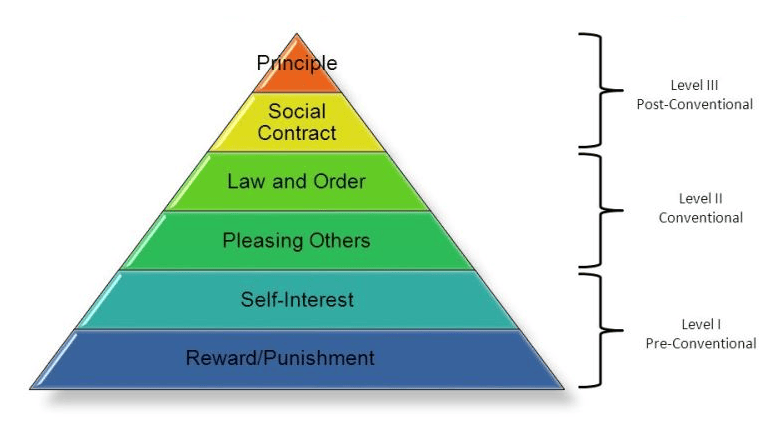 Principle
Social
Contract
Law and Order
Pleasing Others
Self-Interest
Reward/Punishment
Level III
Post-Conventional
Level II
Conventional
Level I
Pre-Conventional